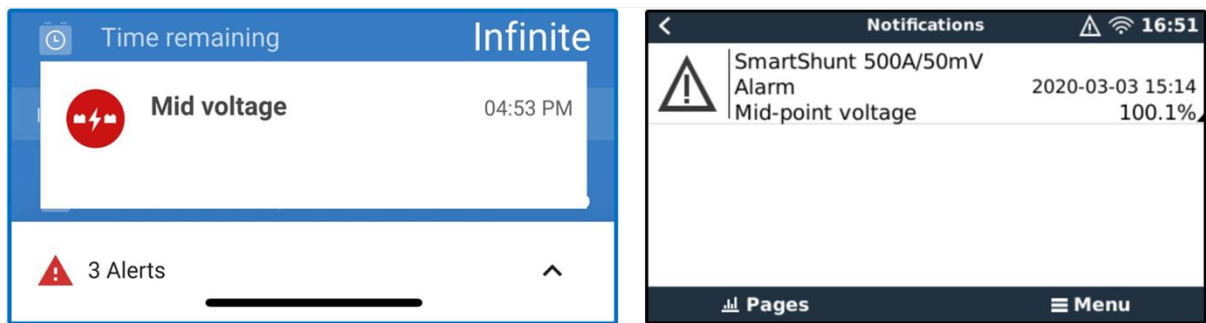 Time remaining Infinite
Mid voltage 04:53 PM
3 Alerts
Notifications 16:51
SmartShunt 500A/50mV
Alarm 2020-03-03 15:14
Mid-point voltage 100.1%
Pages Menu